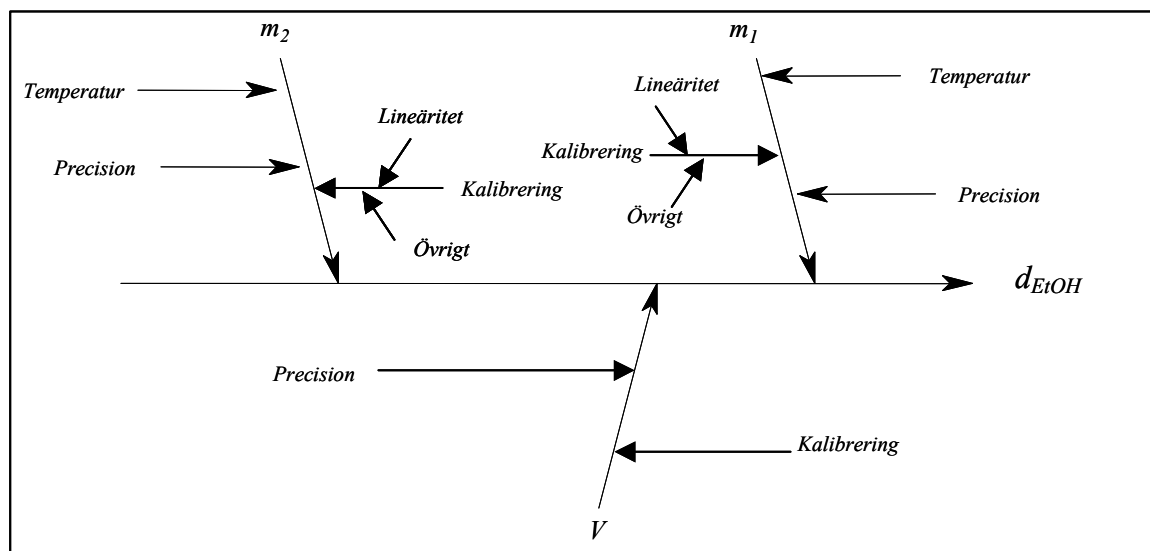 m2
m1
Temperatur
Lineäritet
Precision
Kalibrering
Övrigt
Lineäritet
Temperatur
Kalibrering
Övrigt
Precision
dEtOH
Precision
Kalibrering
V